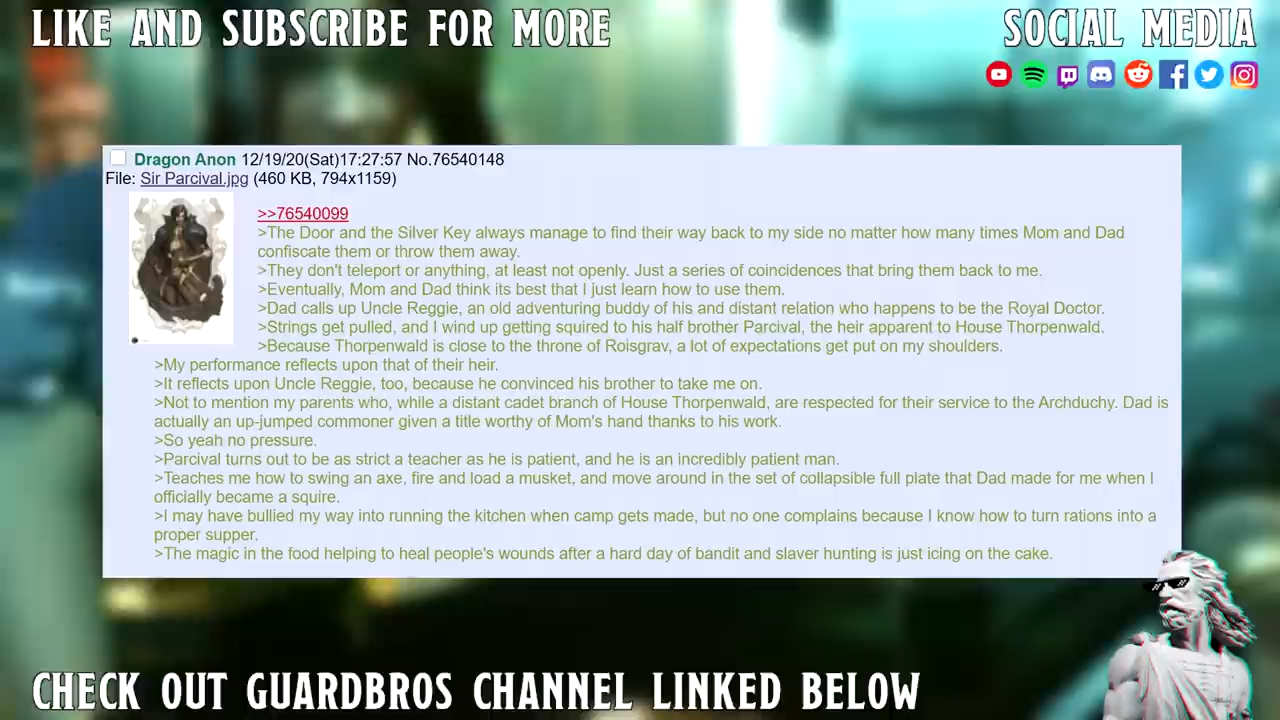 LIKE AND SUBSCRIBE FOR MORE
SOCIAL MEDIA
Dragon Anon 12/19/20(Sat)17:27:57 No.76540148
File: Sir Parcival.jpg (460 KB, 794x1159)
>>76540099
>The Door and the Silver Key always manage to find their way back to my side no matter how many times Mom and Dad
confiscate them or throw them away.
>They don't teleport or anything, at least not openly. Just a series of coincidences that bring them back to me.
>Eventually, Mom and Dad think its best that I just learn how to use them.
>Dad calls up Uncle Reggie, an old adventuring buddy of his and distant relation who happens to be the Royal Doctor.
>Strings get pulled, and I wind up getting squired to his half brother Parcival, the heir apparent to House Thorpenwald.
>Because Thorpenwald is close to the throne of Roisgrav, a lot of expectations get put on my shoulders.
>My performance reflects upon that of their heir.
>It reflects upon Uncle Reggie, too, because he convinced his brother to take me on.
>Not to mention my parents who, while a distant cadet branch of House Thorpenwald, are respected for their service to the Archduchy. Dad is
actually an up-jumped commoner given a title worthy of Mom's hand thanks to his work.
>So yeah no pressure.
>Parcival turns out to be as strict a teacher as he is patient, and he is an incredibly patient man.
>Teaches me how to swing an axe, fire and load a musket, and move around in the set of collapsible full plate that Dad made for me when I
officially became a squire.
>I may have bullied my way into running the kitchen when camp gets made, but no one complains because I know how to turn rations into a
proper supper.
>The magic in the food helping to heal people's wounds after a hard day of bandit and slaver hunting is just icing on the cake.
CHECK OUT GUARDBROS CHANNEL LINKED BELOW